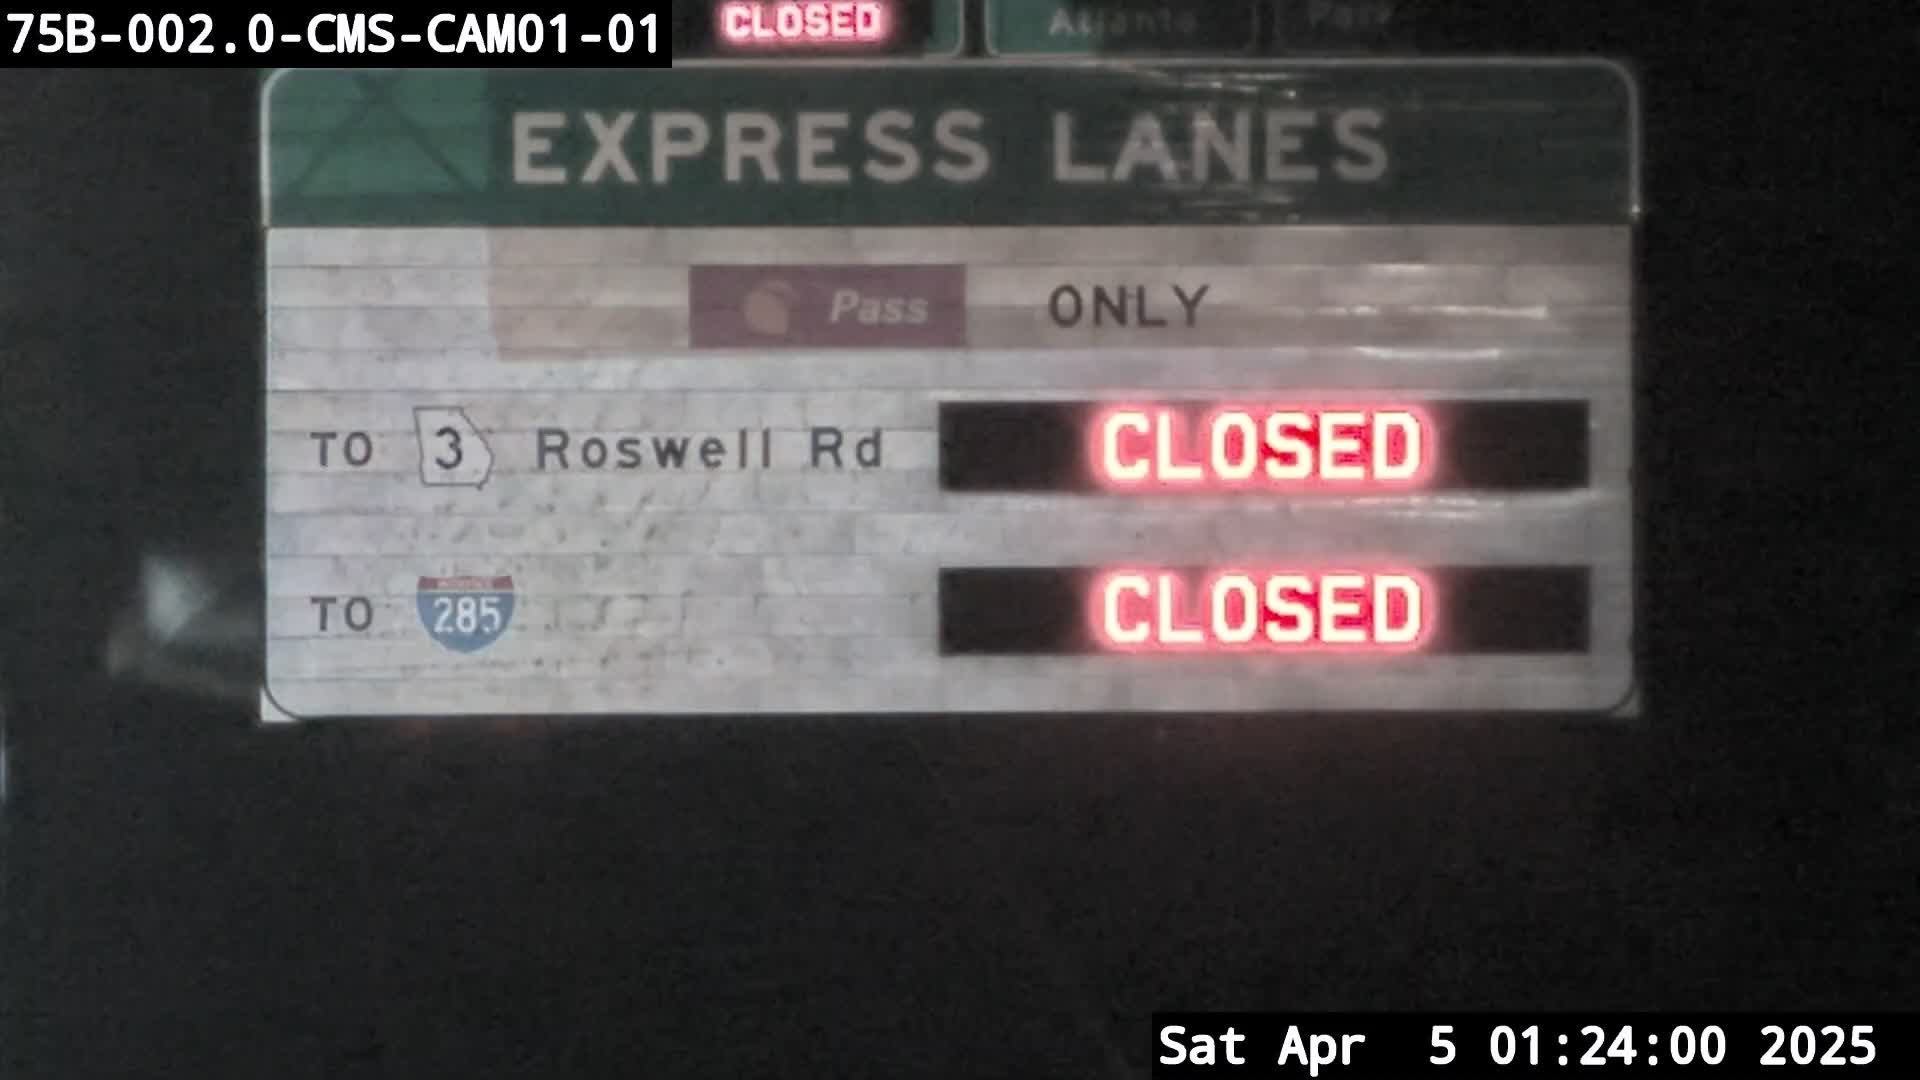 75B-002.0-CMS-CAM01-01
CLOSED
Atlanta
EXPRESS LANES
Pass ONLY
TO 3 Roswell Rd CLOSED
TO 285 CLOSED
Sat Apr 5 01:24:00 2025